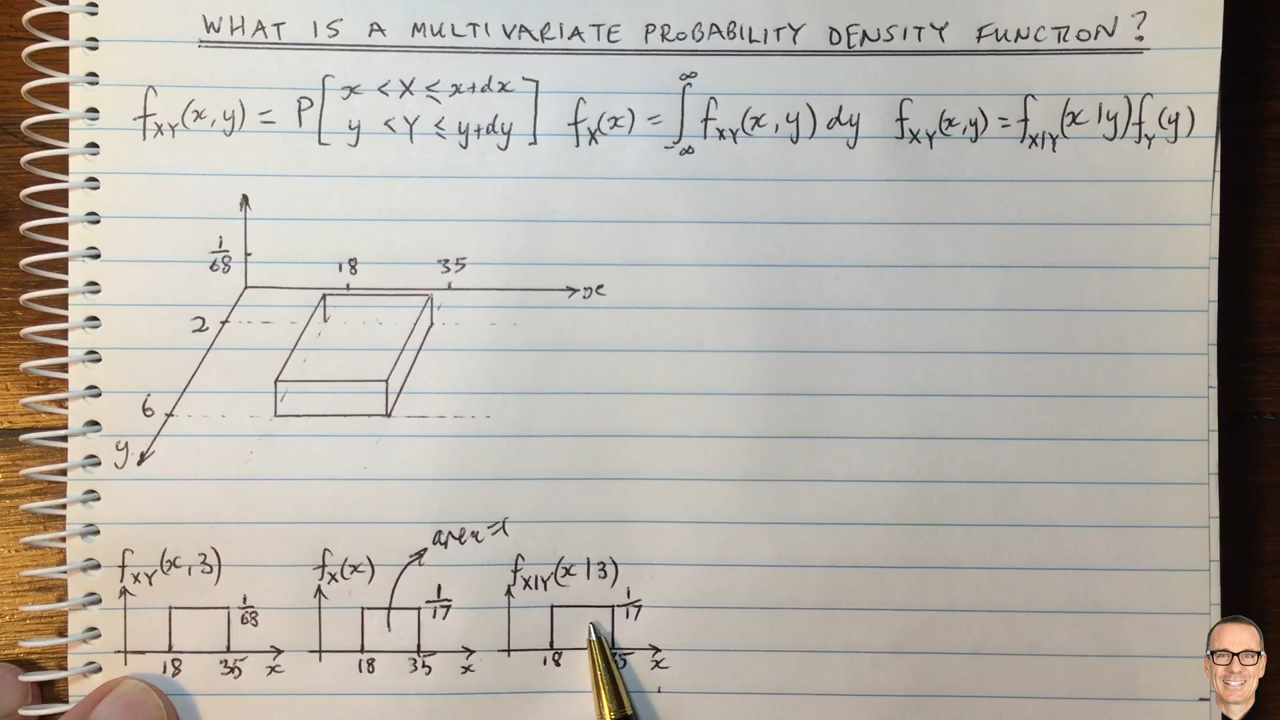 WHAT IS A MULTIVARIATE PROBABILITY DENSITY FUNCTION?
f_XY(x,y) = P[x < X ≤ x+dx
y < Y ≤ y+dy] f_X(x) = ∫_{-∞}^{∞} f_XY(x,y) dy f_XY(x,y) = f_X|Y(x|y) f_Y(y)
1/68
18 35
x
2
6
y
area=1
f_XY(x,3) f_X(x) f_X|Y(x|3)
1/68 1/17 1/17
18 35 x 18 35 x 18 35 x